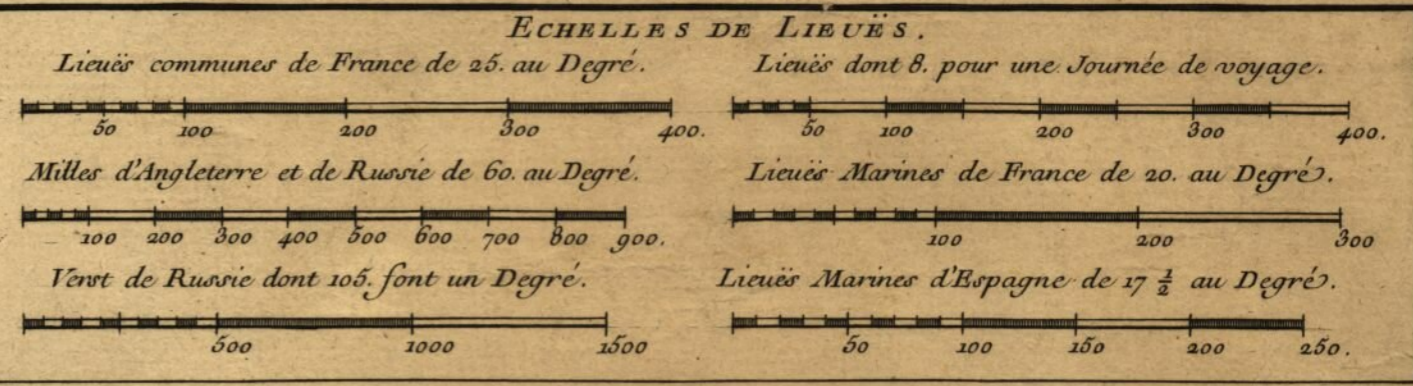 ECHELLES DE LIEUËS.
Lieuës communes de France de 25. au Degré.
50 100 200 300 400.
Milles d'Angleterre et de Russie de 60. au Degré.
100 200 300 400 500 600 700 800 900.
Verst de Russie dont 105. font un Degré.
500 1000 1500
Lieuës dont 8. pour une Journée de voyage.
50 100 200 300 400.
Lieuës Marines de France de 20. au Degré.
100 200 300
Lieuës Marines d'Espagne de 17 ½ au Degré.
50 100 150 200 250.